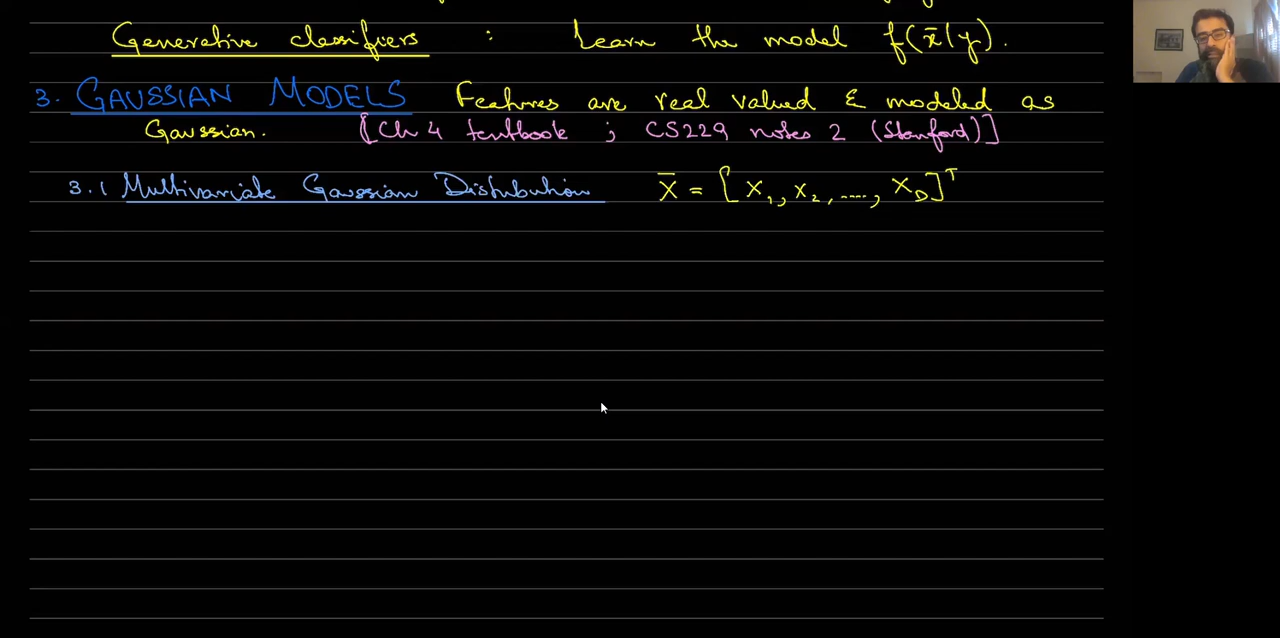 Generative classifiers : Learn the model f(x̄|y).
3. GAUSSIAN MODELS Features are real valued & modeled as
Gaussian. [Ch 4 textbook ; CS229 notes 2 (Stanford)]
3.1 Multivariate Gaussian Distribution X̄ = [X₁, X₂, ...., X_D]ᵀ